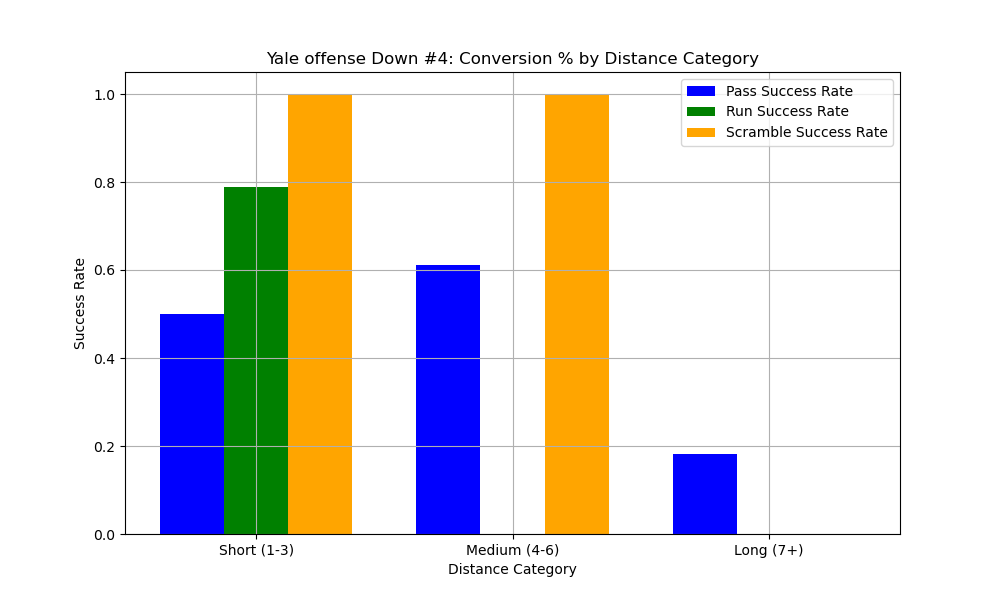 Yale offense Down #4: Conversion % by Distance Category
Pass Success Rate
Run Success Rate
Scramble Success Rate
1.0
0.8
0.6
0.4
0.2
0.0
Success Rate
Short (1-3)
Medium (4-6)
Long (7+)
Distance Category